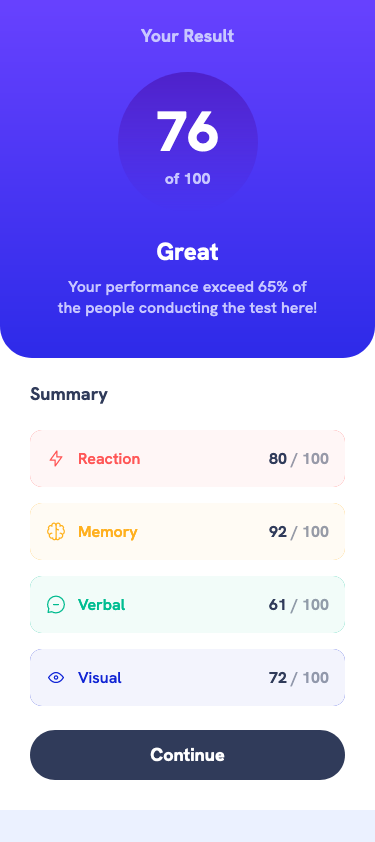 Your Result
76
of 100
Great
Your performance exceed 65% of
the people conducting the test here!
Summary
Reaction 80 / 100
Memory 92 / 100
Verbal 61 / 100
Visual 72 / 100
Continue